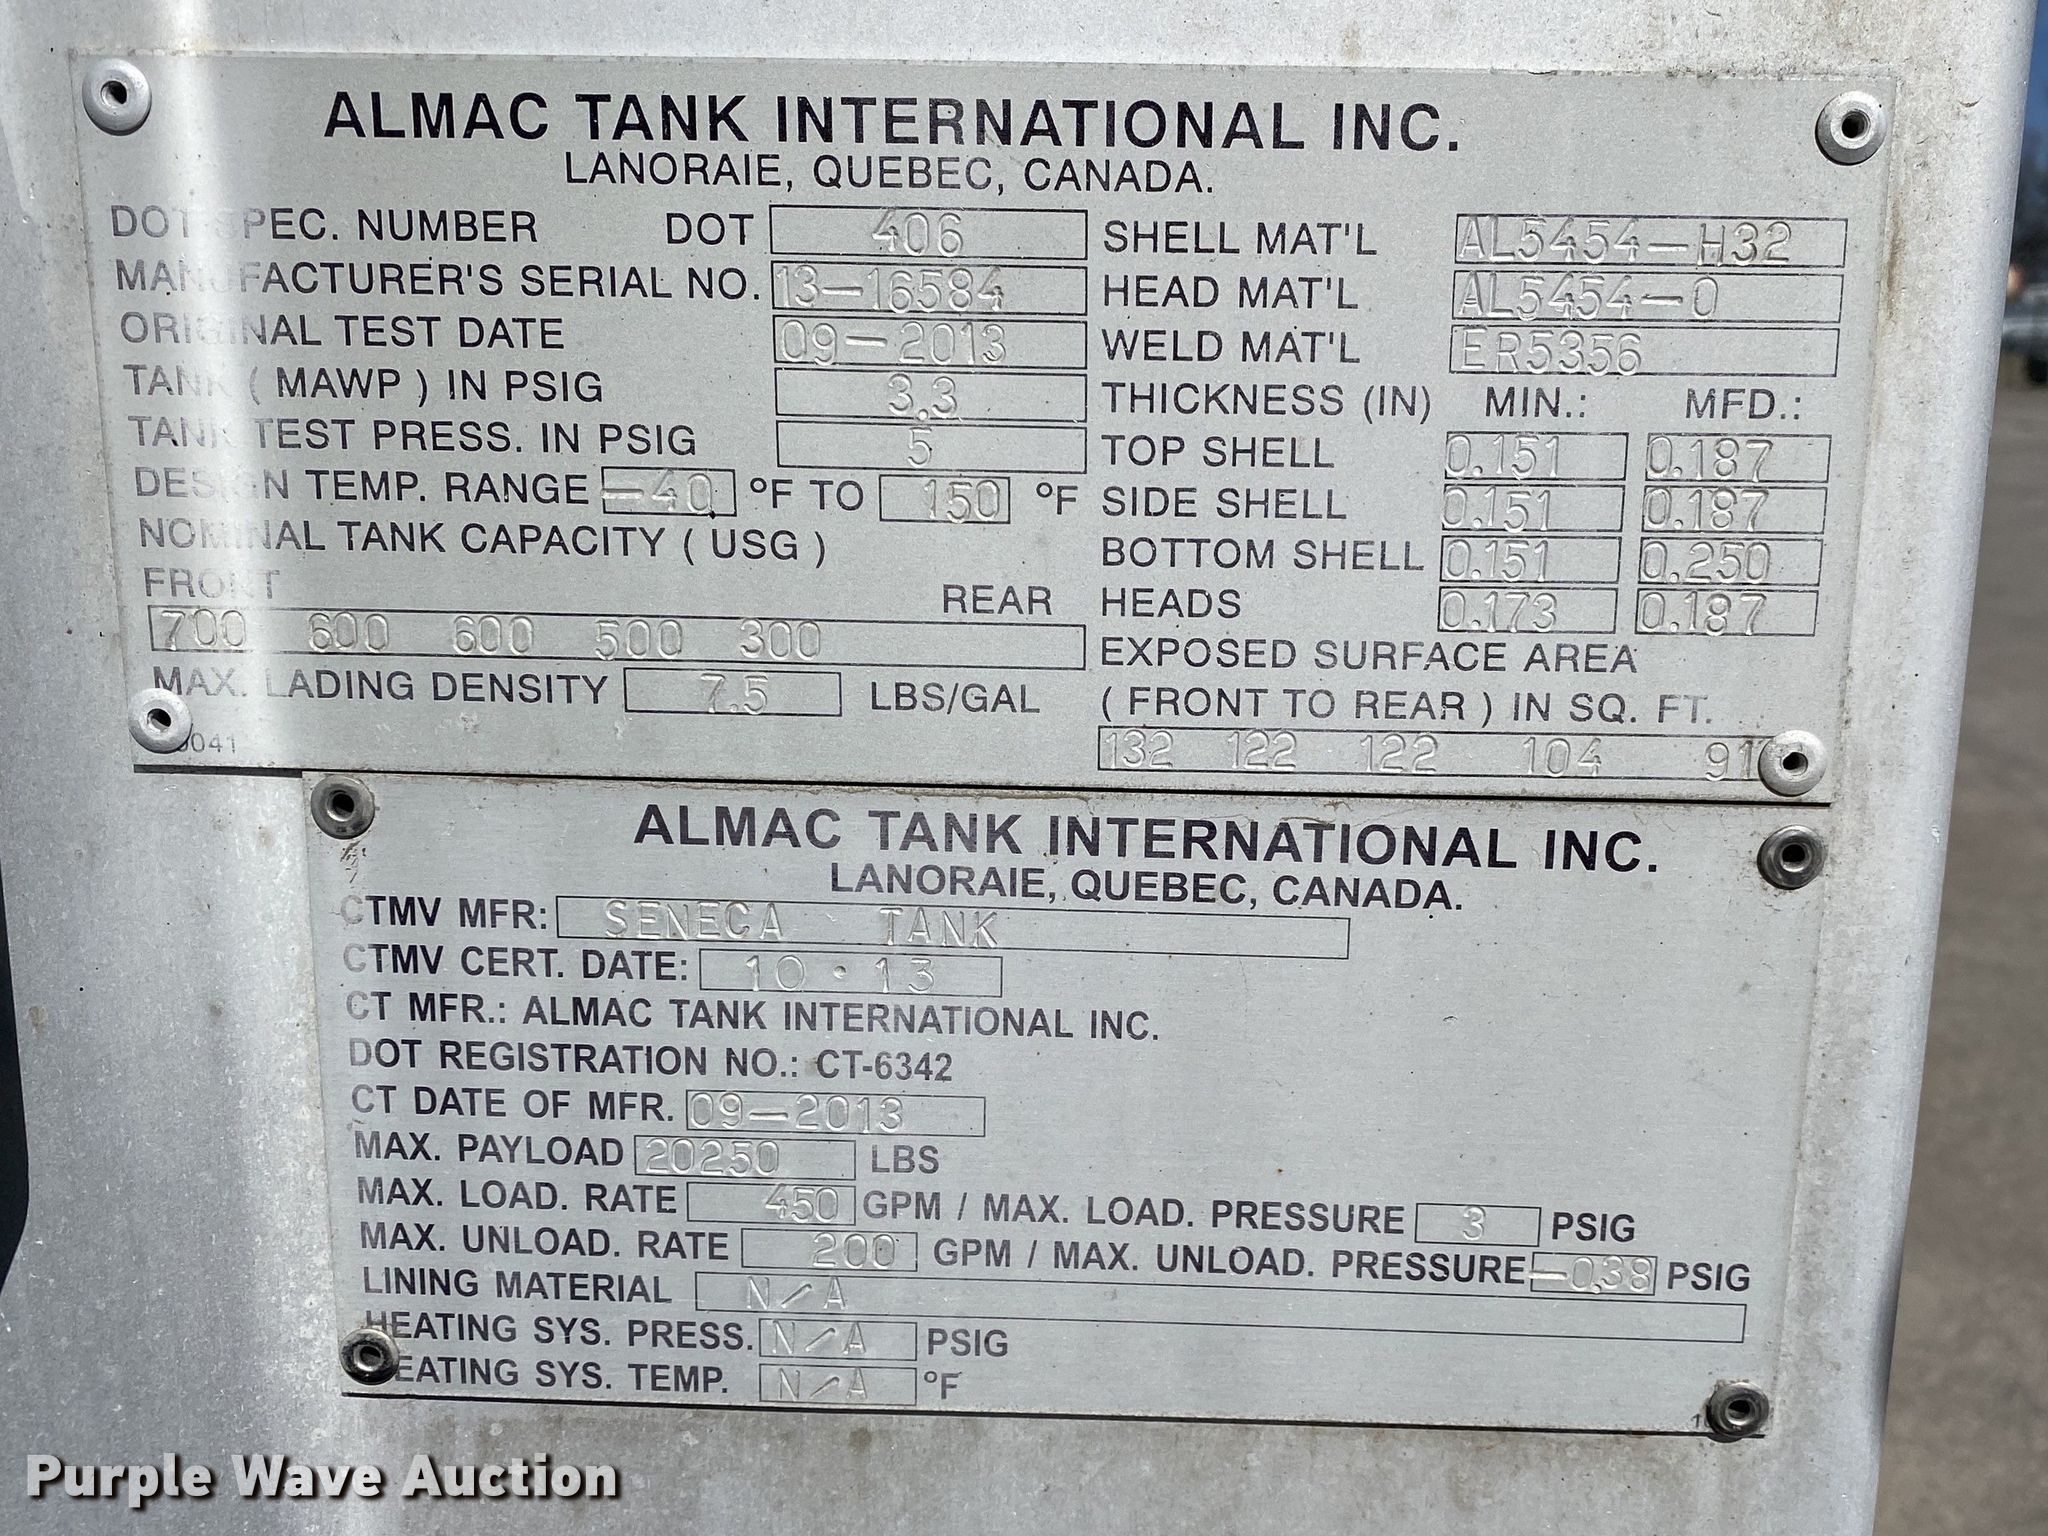 ALMAC TANK INTERNATIONAL INC.
LANORAIE, QUEBEC, CANADA.
DOT SPEC. NUMBER DOT 406
MANUFACTURER'S SERIAL NO. 13-16584
ORIGINAL TEST DATE 09-2013
TANK ( MAWP ) IN PSIG 3.3
TANK TEST PRESS. IN PSIG 5
DESIGN TEMP. RANGE -40 °F TO 150 °F
NOMINAL TANK CAPACITY ( USG )
FRONT REAR
700 600 600 500 300
MAX. LADING DENSITY 7.5 LBS/GAL
0041
SHELL MAT'L AL5454-H32
HEAD MAT'L AL5454-0
WELD MAT'L ER5356
THICKNESS (IN) MIN.: MFD.:
TOP SHELL 0.151 0.187
SIDE SHELL 0.151 0.187
BOTTOM SHELL 0.151 0.250
HEADS 0.173 0.187
EXPOSED SURFACE AREA
( FRONT TO REAR ) IN SQ. FT.
132 122 122 104 91
ALMAC TANK INTERNATIONAL INC.
LANORAIE, QUEBEC, CANADA.
CTMV MFR: SENECA TANK
CTMV CERT. DATE: 10·13
CT MFR.: ALMAC TANK INTERNATIONAL INC.
DOT REGISTRATION NO.: CT-6342
CT DATE OF MFR. 09-2013
MAX. PAYLOAD 20250 LBS
MAX. LOAD. RATE 450 GPM / MAX. LOAD. PRESSURE 3 PSIG
MAX. UNLOAD. RATE 200 GPM / MAX. UNLOAD. PRESSURE -0.38 PSIG
LINING MATERIAL N/A
HEATING SYS. PRESS. N/A PSIG
HEATING SYS. TEMP. N/A °F
Purple Wave Auction